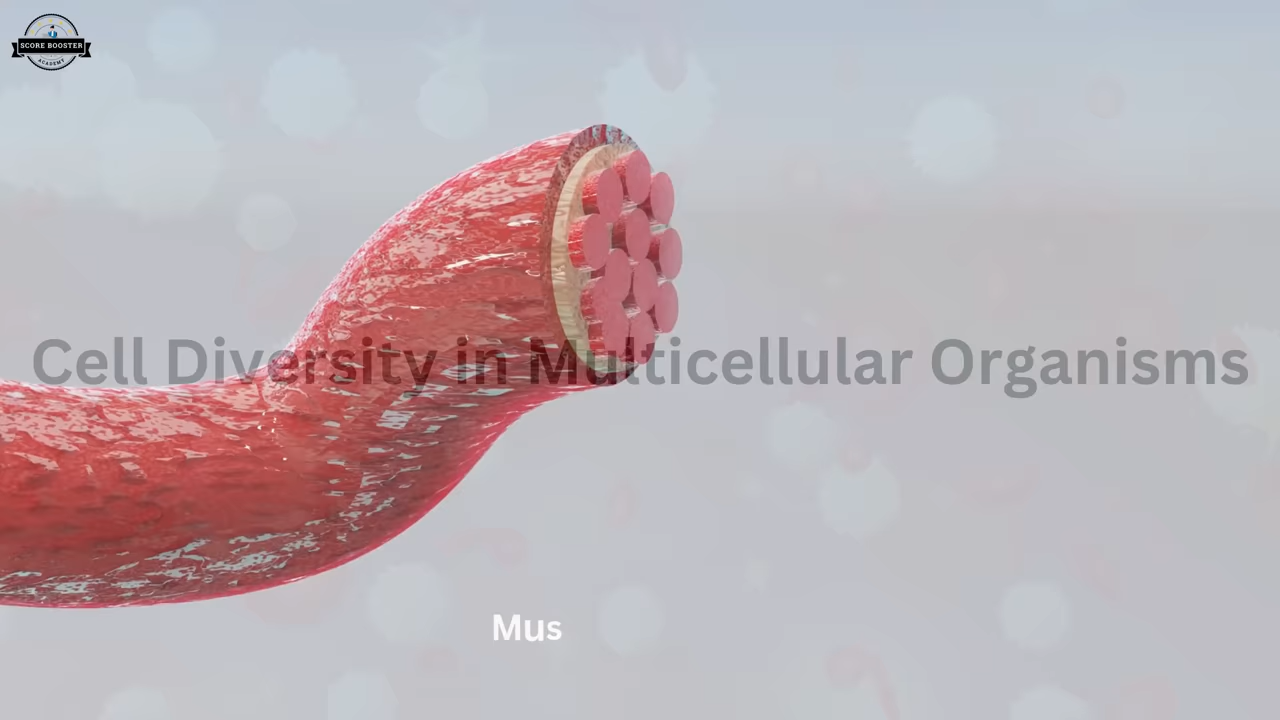 SCORE BOOSTER
ACADEMY
Cell Diversity in Multicellular Organisms
Mus